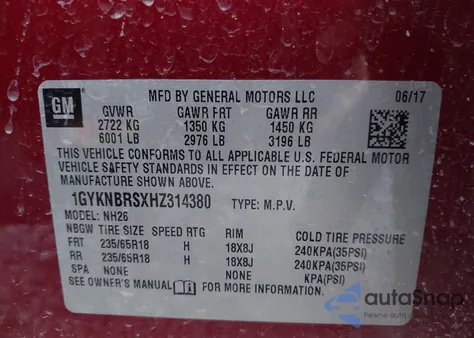 GM
MFD BY GENERAL MOTORS LLC 06/17
GVWR GAWR FRT GAWR RR
2722 KG 1350 KG 1450 KG
6001 LB 2976 LB 3196 LB
THIS VEHICLE CONFORMS TO ALL APPLICABLE U.S. FEDERAL MOTOR
VEHICLE SAFETY STANDARDS IN EFFECT ON THE DATE OF
MANUFACTURE SHOWN ABOVE.
1GYKNBRSXHZ314380 TYPE: M.P.V.
MODEL: NH26
NBW TIRE SIZE SPEED RTG RIM COLD TIRE PRESSURE
FRT 235/65R18 H 18X8J 240KPA(35PSI)
RR 235/65R18 H 18X8J 240KPA(35PSI)
SPA NONE NONE KPA(PSI)
SEE OWNER'S MANUAL FOR MORE INFORMATION.
autoSnap